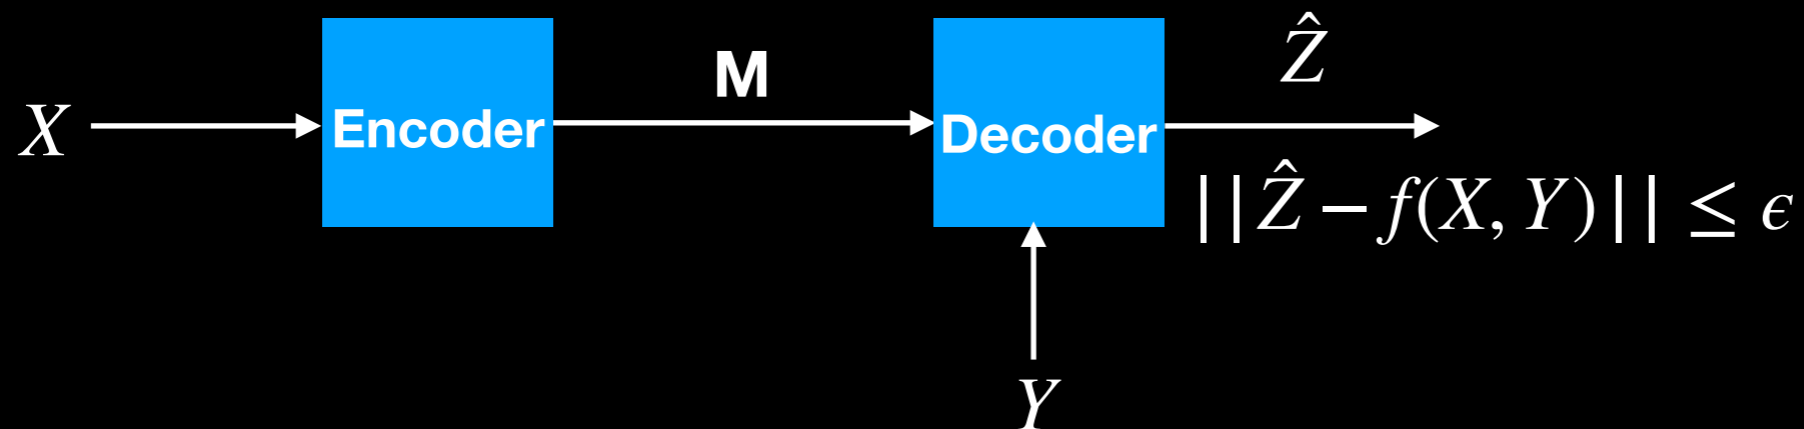 X
Encoder
M
Decoder
Ẑ
||Ẑ − f(X, Y)|| ≤ ϵ
Y